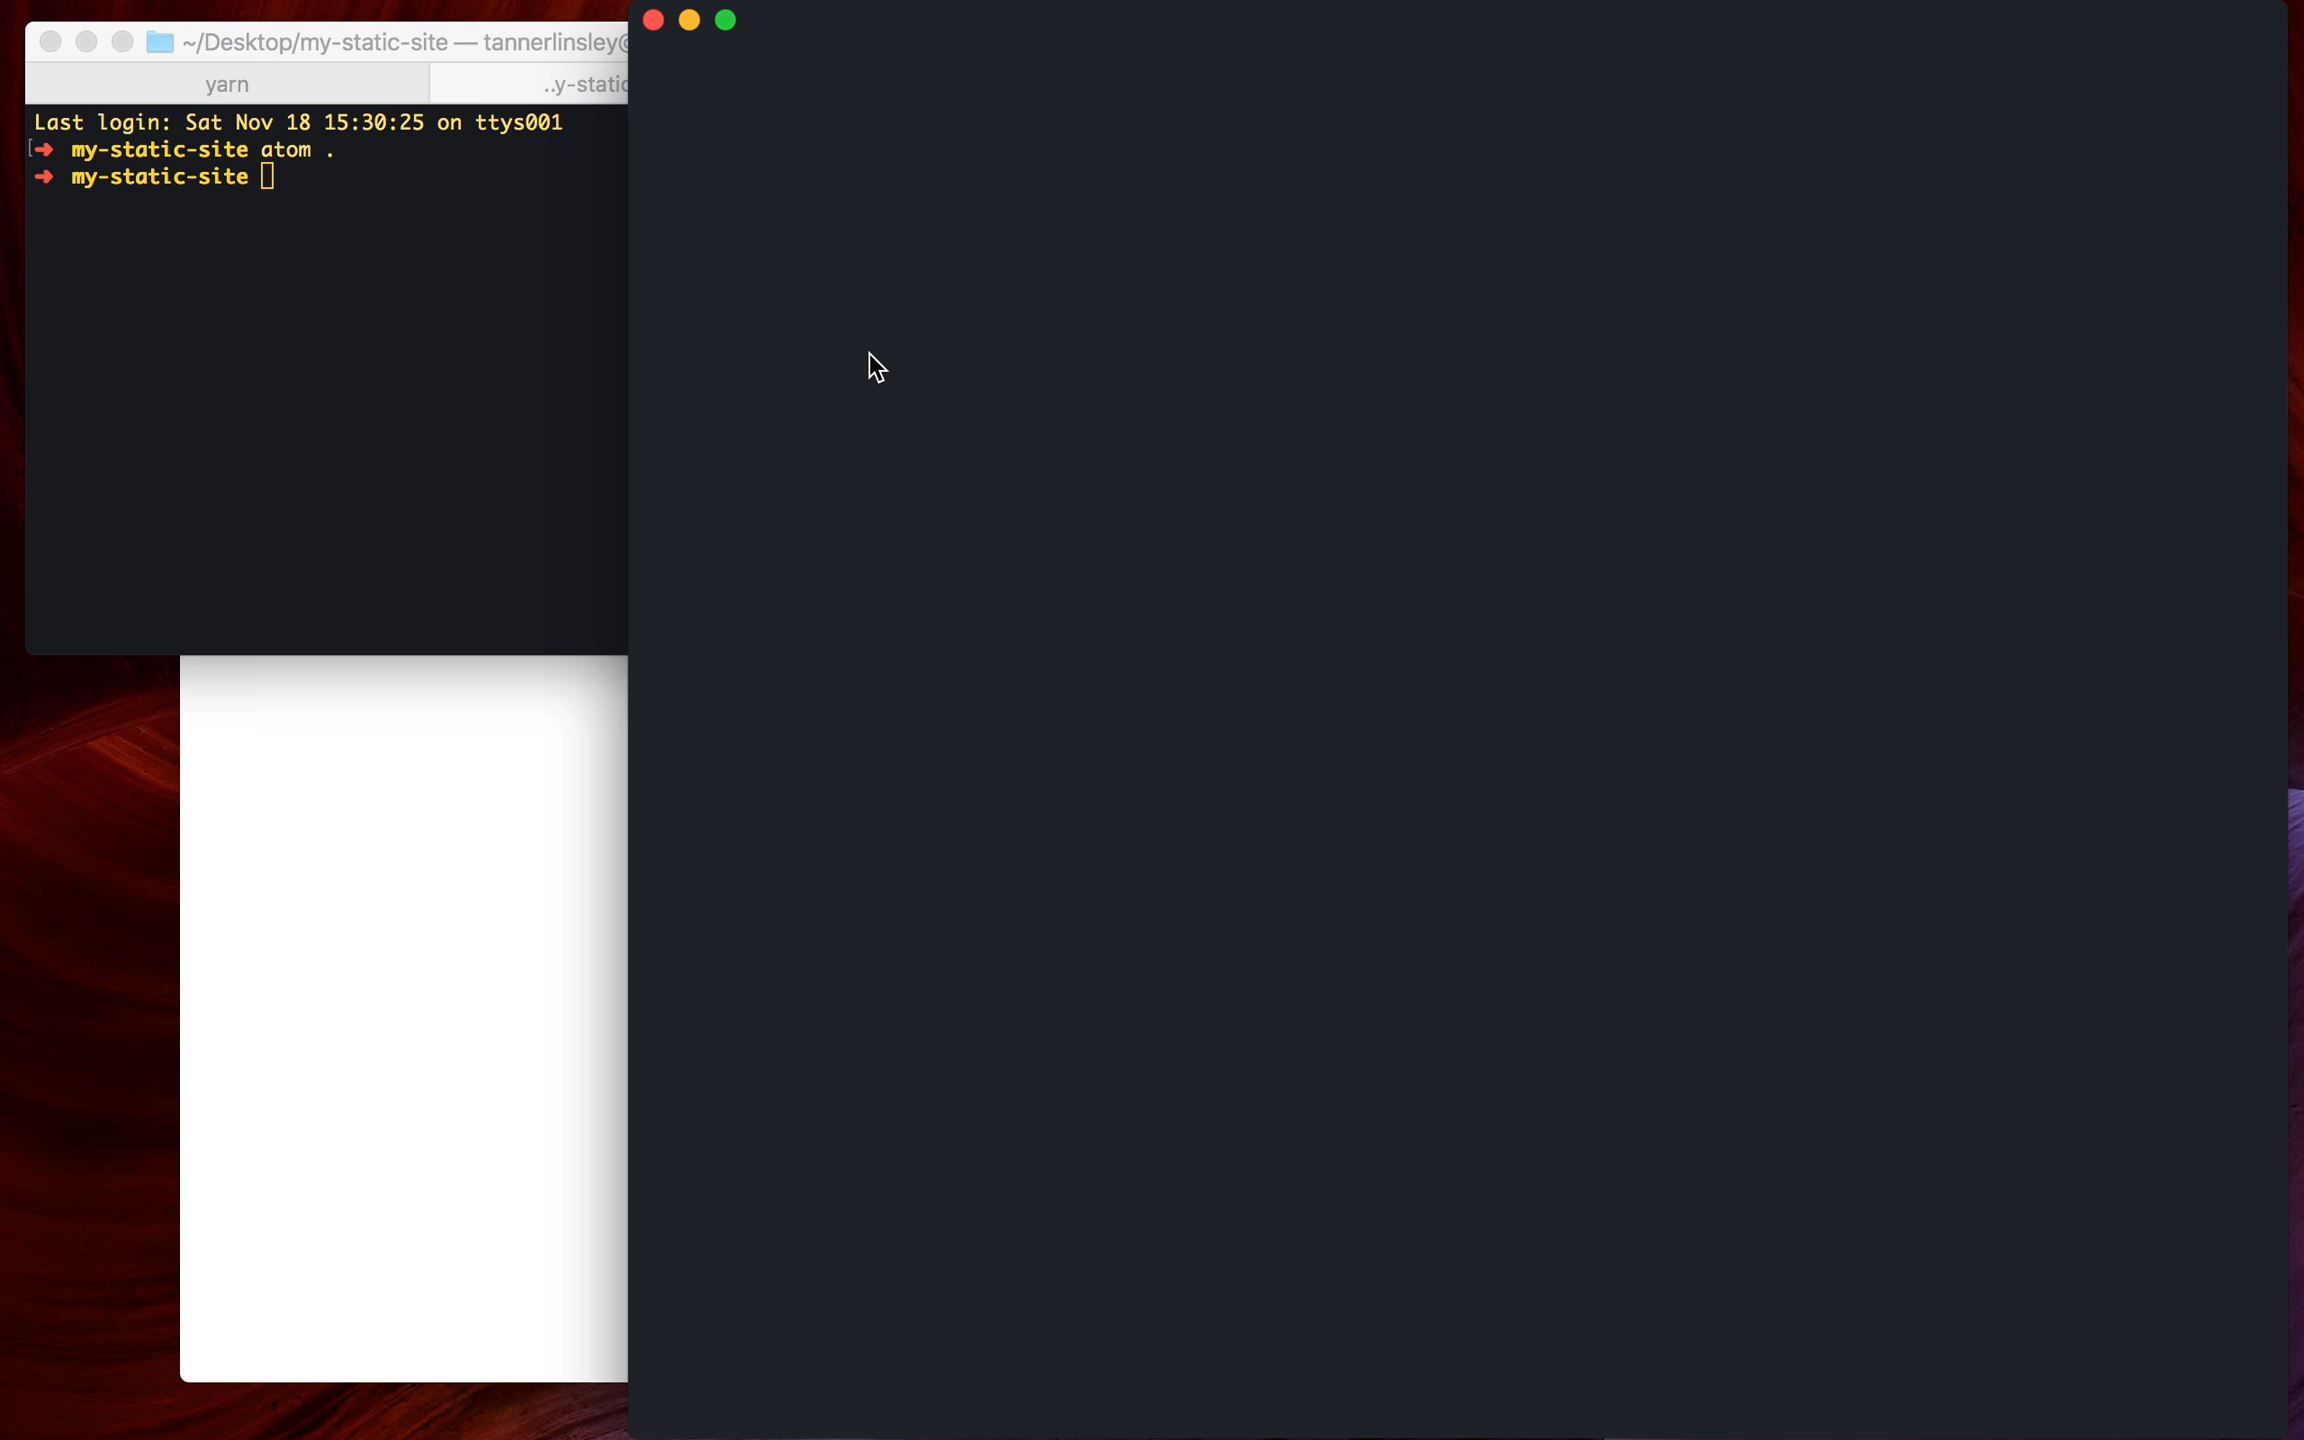 ~/Desktop/my-static-site — tannerlinsley@
yarn
..y-static
Last login: Sat Nov 18 15:30:25 on ttys001
[➜ my-static-site atom .
➜ my-static-site